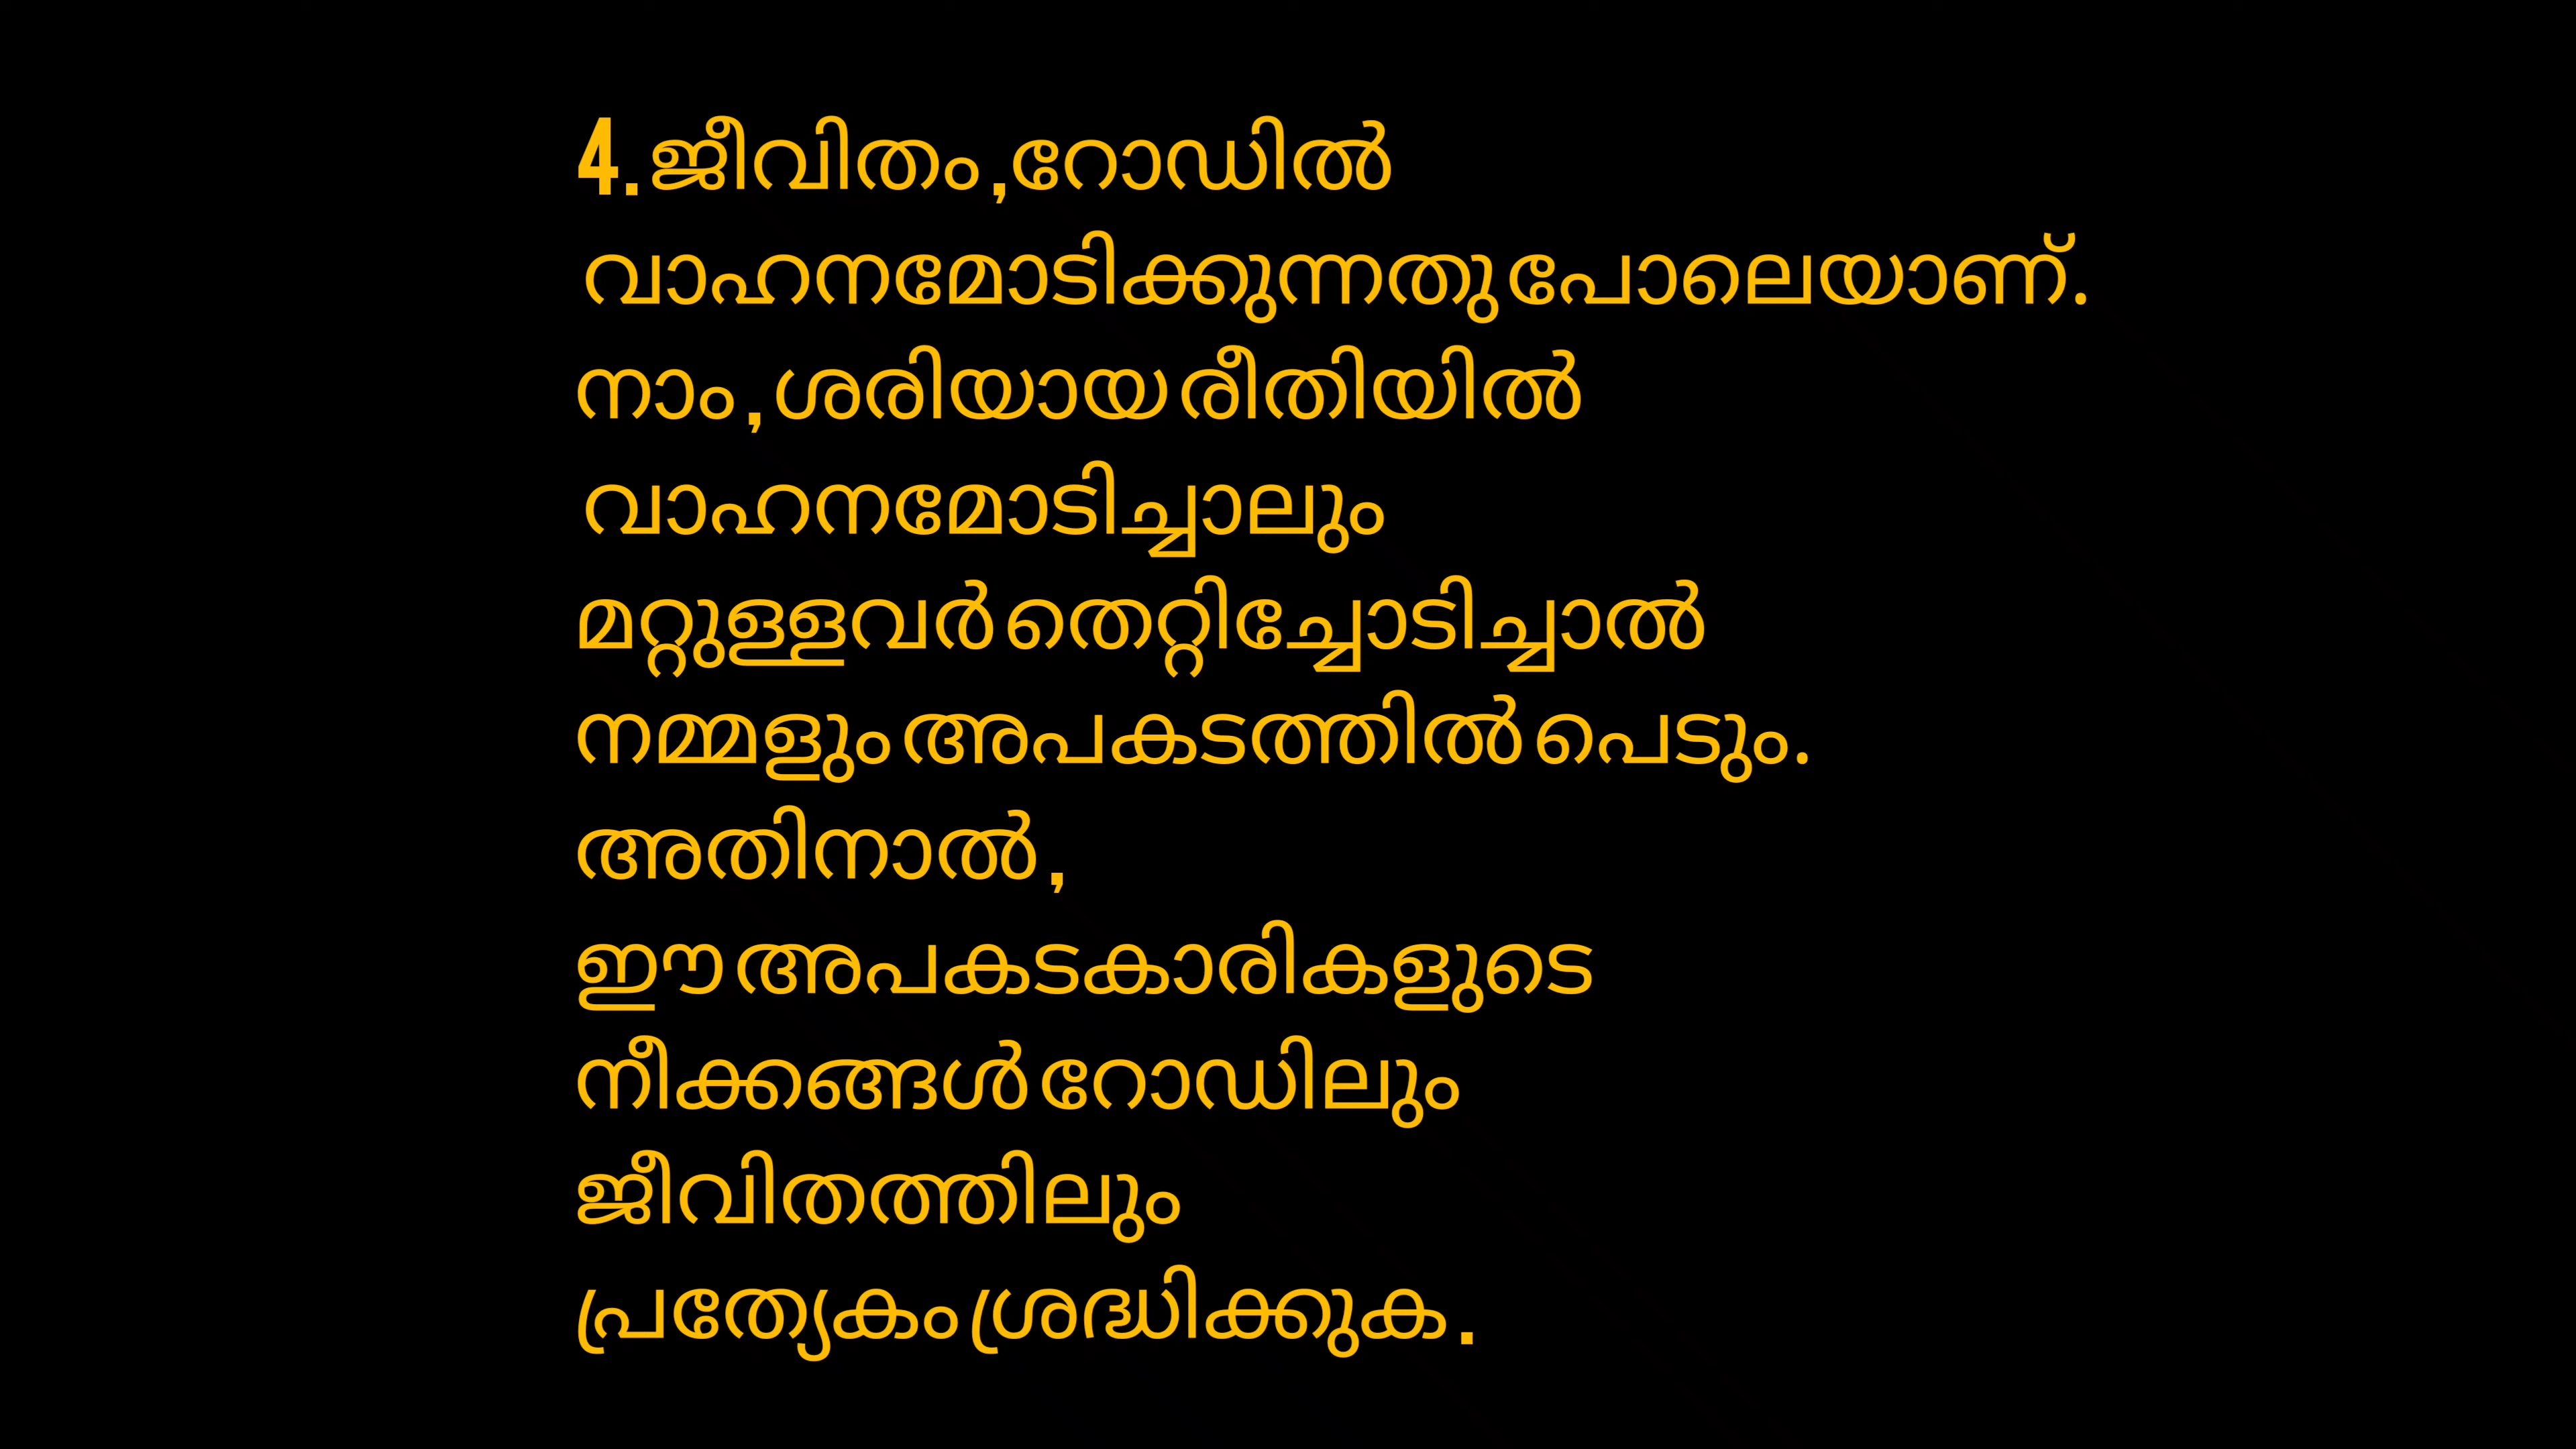 4. ജീവിതം ,റോഡിൽ
വാഹനമോടിക്കുന്നതു പോലെയാണ്.
നാം , ശരിയായ രീതിയിൽ
വാഹനമോടിച്ചാലും
മറ്റുള്ളവർ തെറ്റിച്ചോടിച്ചാൽ
നമ്മളും അപകടത്തിൽ പെടും.
അതിനാൽ ,
ഈ അപകടകാരികളുടെ
നീക്കങ്ങൾ റോഡിലും
ജീവിതത്തിലും
പ്രത്യേകം ശ്രദ്ധിക്കുക .